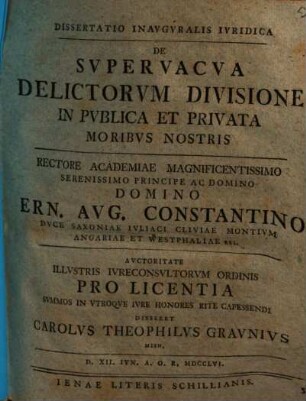 DISSERTATIO INAVGVRALIS IVRIDICA
DE
SVPERVACVA
DELICTORVM DIVISIONE
IN PVBLICA ET PRIVATA
MORIBVS NOSTRIS
RECTORE ACADEMIAE MAGNIFICENTISSIMO
SERENISSIMO PRINCIPE AC DOMINO
DOMINO
ERN. AVG. CONSTANTINO
DVCE SAXONIAE IVLIACI CLIVIAE MONTIVM
ANGARIAE ET WESTPHALIAE REL.
AVCTORITATE
ILLVSTRIS IVRECONSVLTORVM ORDINIS
PRO LICENTIA
SVMMOS IN VTROQVE IVRE HONORES RITE CAPESSENDI
DISSERET
CAROLVS THEOPHILVS GRAVNIVS
D. XII. IVN. A. O. R. MDCCLVI.
IENAE LITERIS SCHILLIANIS.